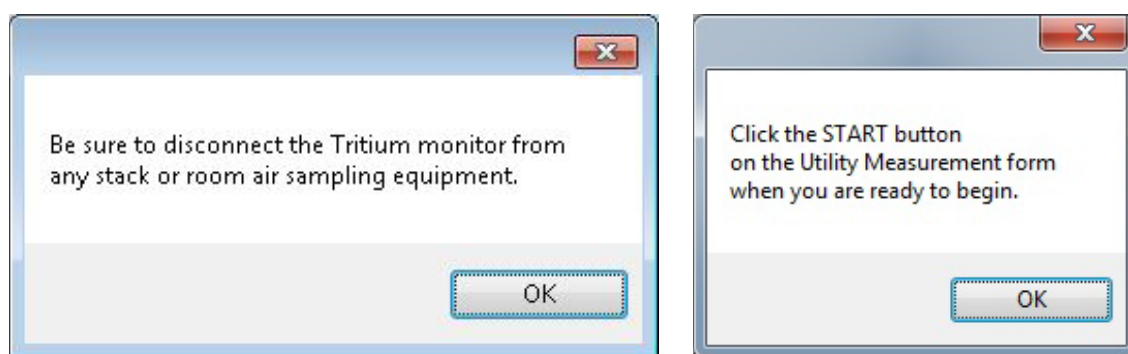 Be sure to disconnect the Tritium monitor from
any stack or room air sampling equipment.
OK
Click the START button
on the Utility Measurement form
when you are ready to begin.
OK